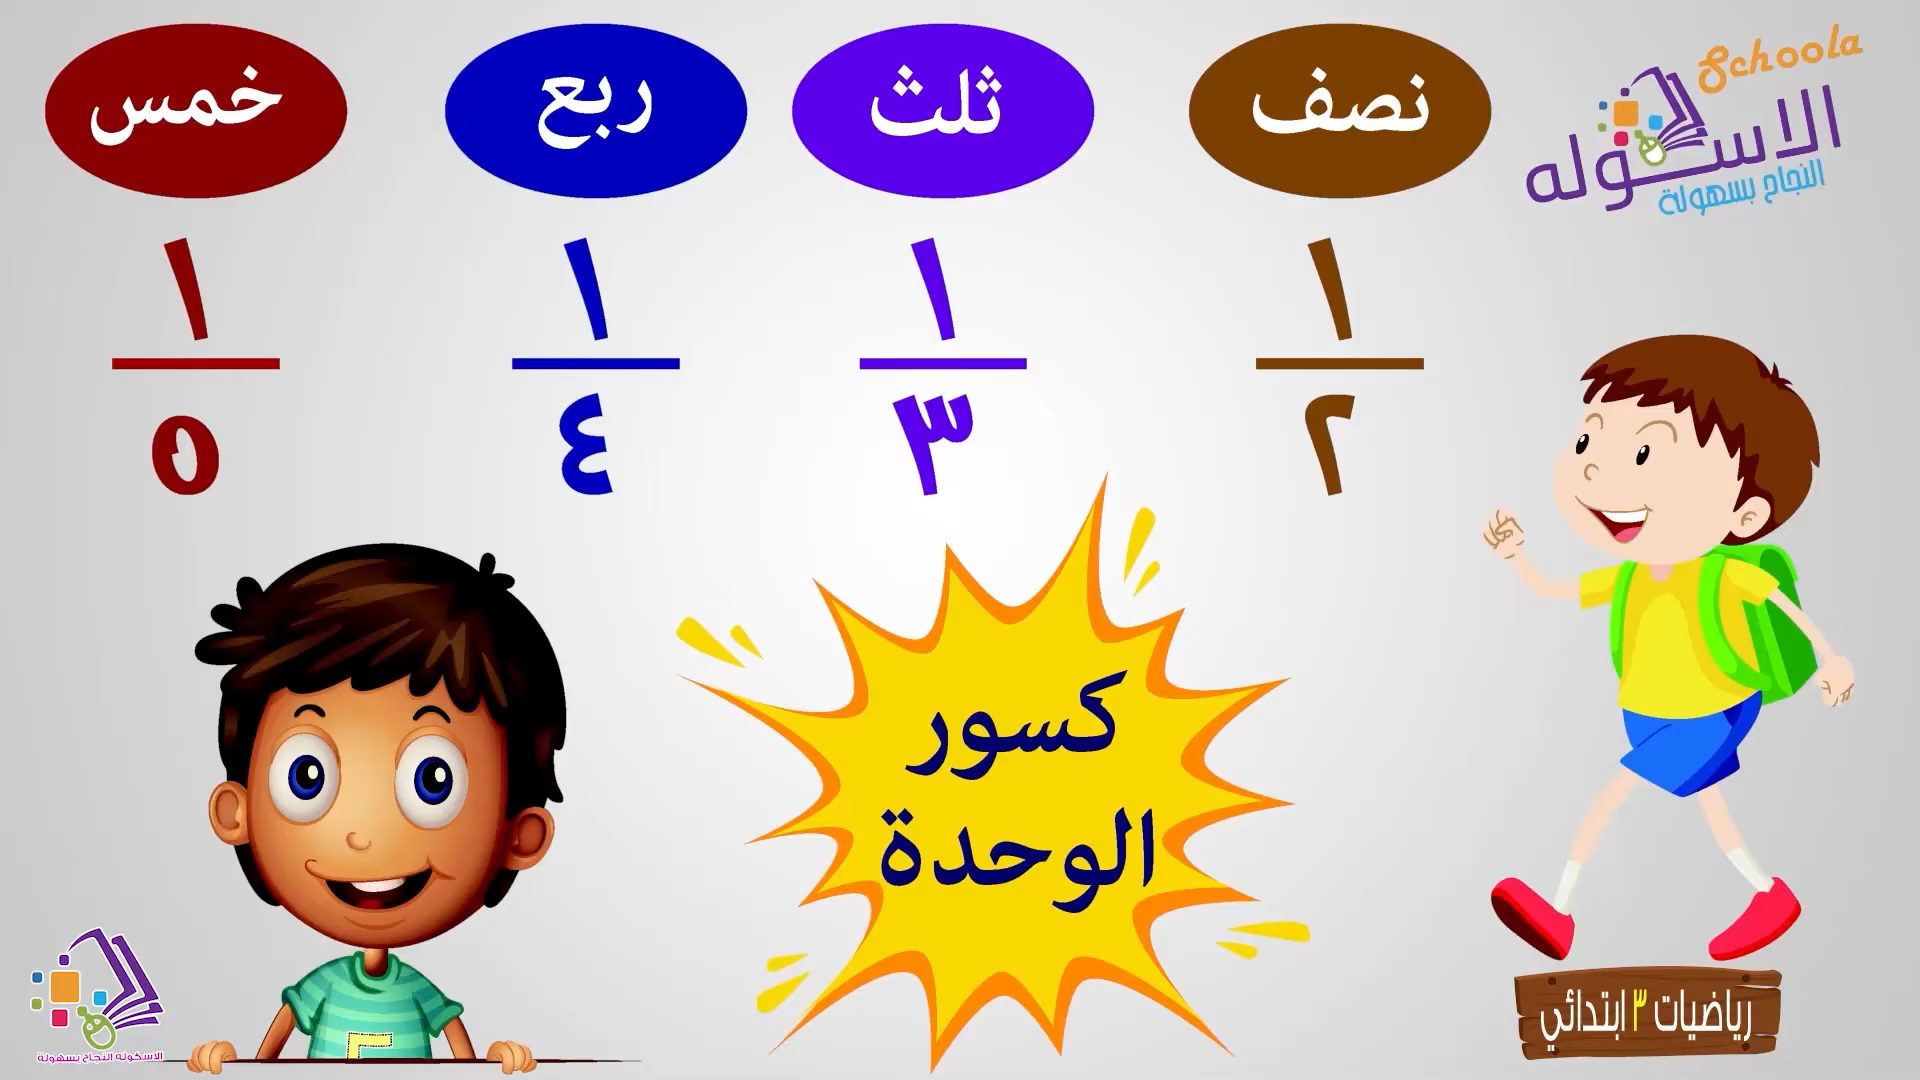 Schoola
الاسكوله
النجاح بسهولة
نصف ثلث ربع خمس
١ ١ ١ ١
٢ ٣ ٤ ٥
كسور
الوحدة
رياضيات ٣ ابتدائي
الاسكوله النجاح بسهولة